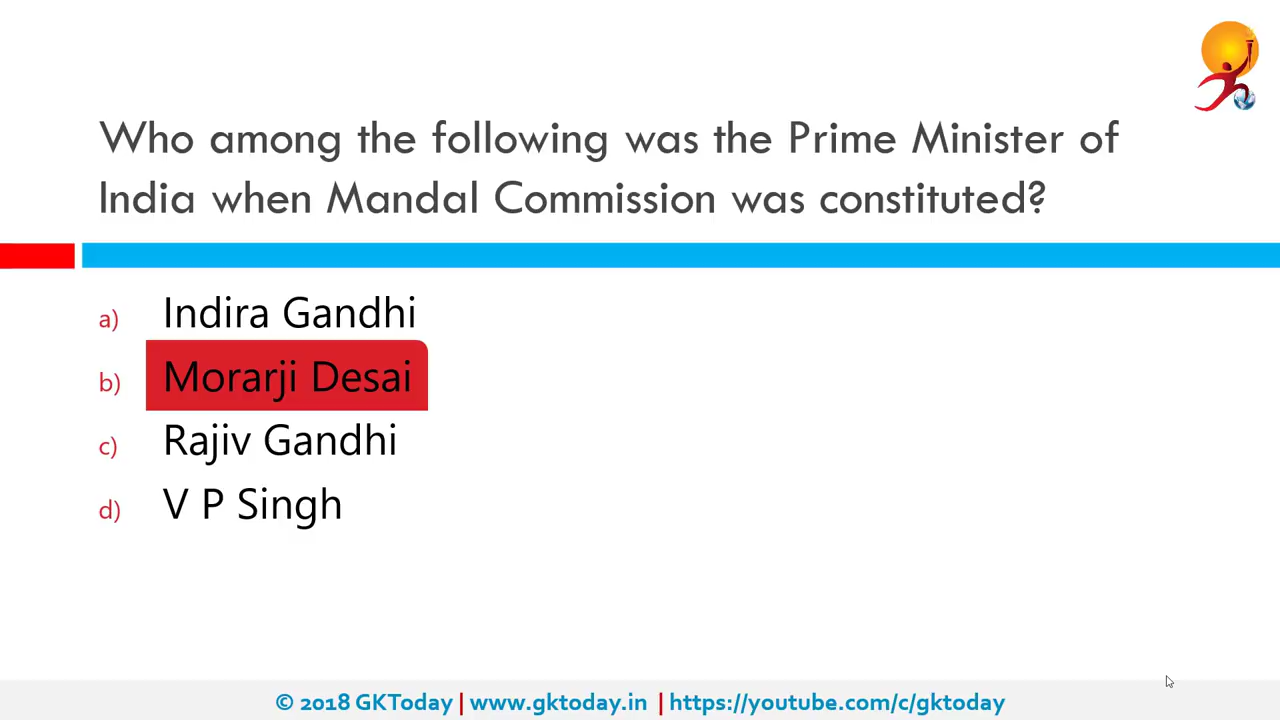 Who among the following was the Prime Minister of
India when Mandal Commission was constituted?
a) Indira Gandhi
b) Morarji Desai
c) Rajiv Gandhi
d) V P Singh
© 2018 GKToday | www.gktoday.in | https://youtube.com/c/gktoday